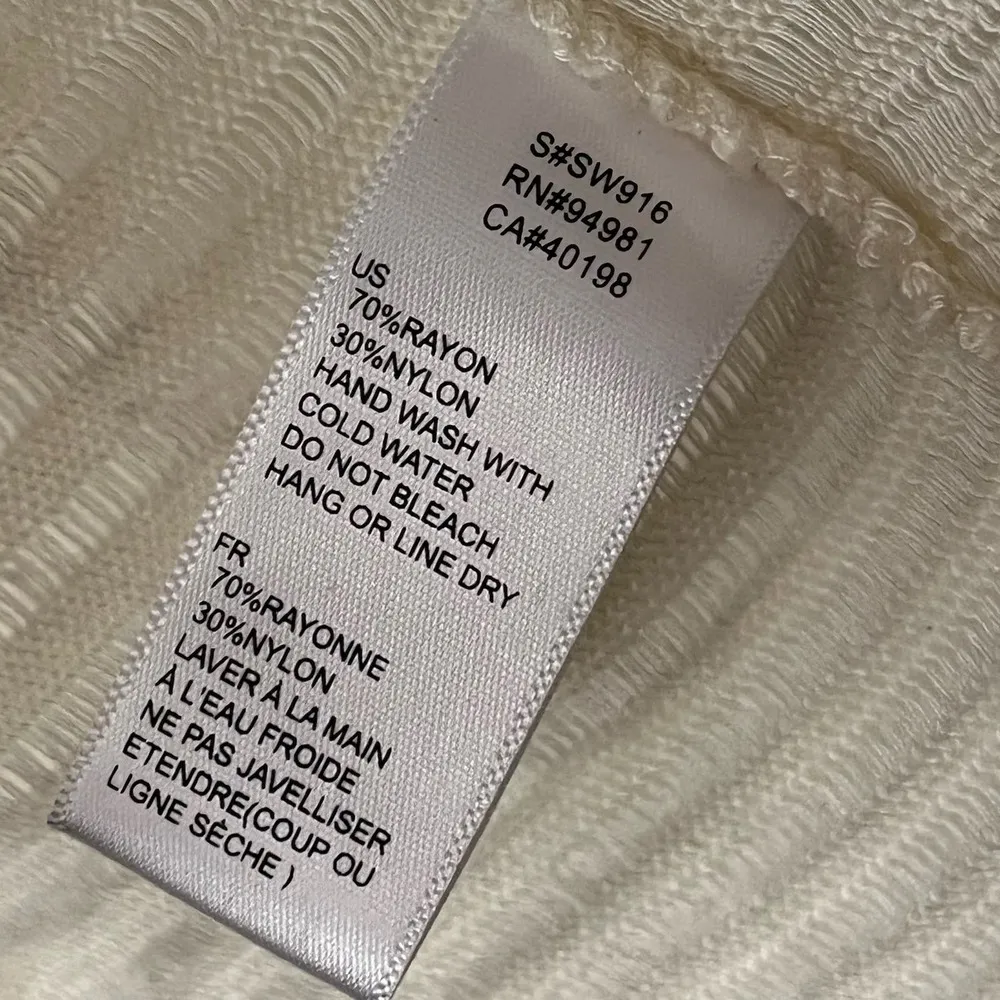 S#SW916
RN#94981
CA#40198
US
70%RAYON
30%NYLON
HAND WASH WITH
COLD WATER
DO NOT BLEACH
HANG OR LINE DRY
FR
70%RAYONNE
30%NYLON
LAVER À LA MAIN
À L'EAU FROIDE
NE PAS JAVELLISER
ETENDRE(COUP OU
LIGNE SÈCHE )